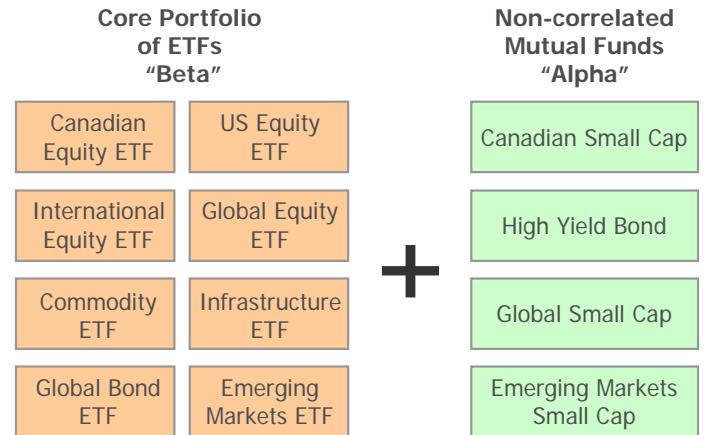 Core Portfolio
of ETFs
“Beta”
Non-correlated
Mutual Funds
“Alpha”
Canadian
Equity ETF
US Equity
ETF
Canadian Small Cap
International
Equity ETF
Global Equity
ETF
High Yield Bond
+
Commodity
ETF
Infrastructure
ETF
Global Small Cap
Global Bond
ETF
Emerging
Markets ETF
Emerging Markets
Small Cap